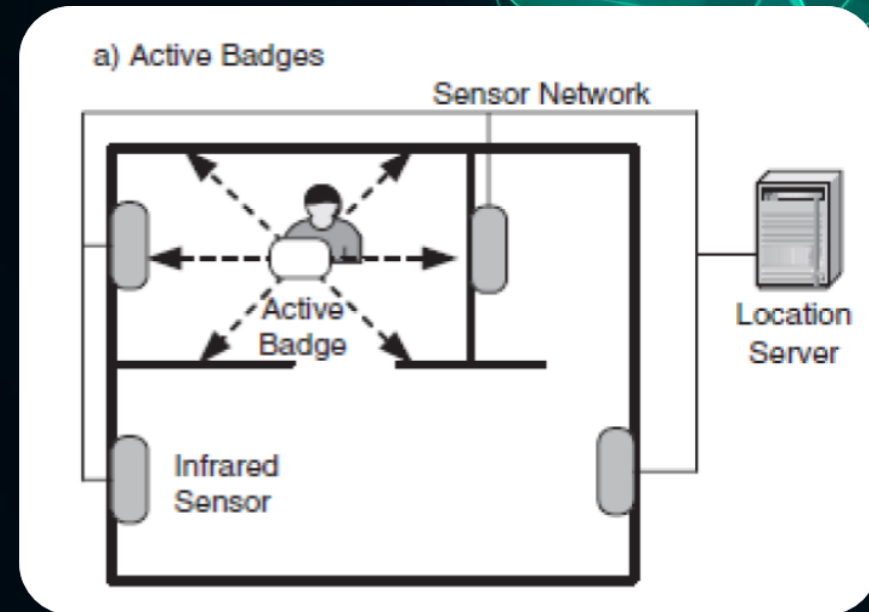 a) Active Badges
Sensor Network
Active
Badge
Location
Server
Infrared
Sensor